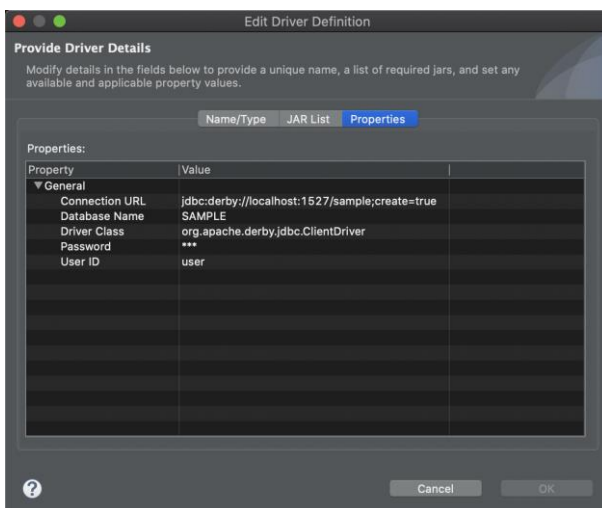 Edit Driver Definition
Provide Driver Details
Modify details in the fields below to provide a unique name, a list of required jars, and set any
available and applicable property values.
Name/Type JAR List Properties
Properties:
Property Value
General
Connection URL jdbc:derby://localhost:1527/sample;create=true
Database Name SAMPLE
Driver Class org.apache.derby.jdbc.ClientDriver
Password ***
User ID user
? Cancel OK